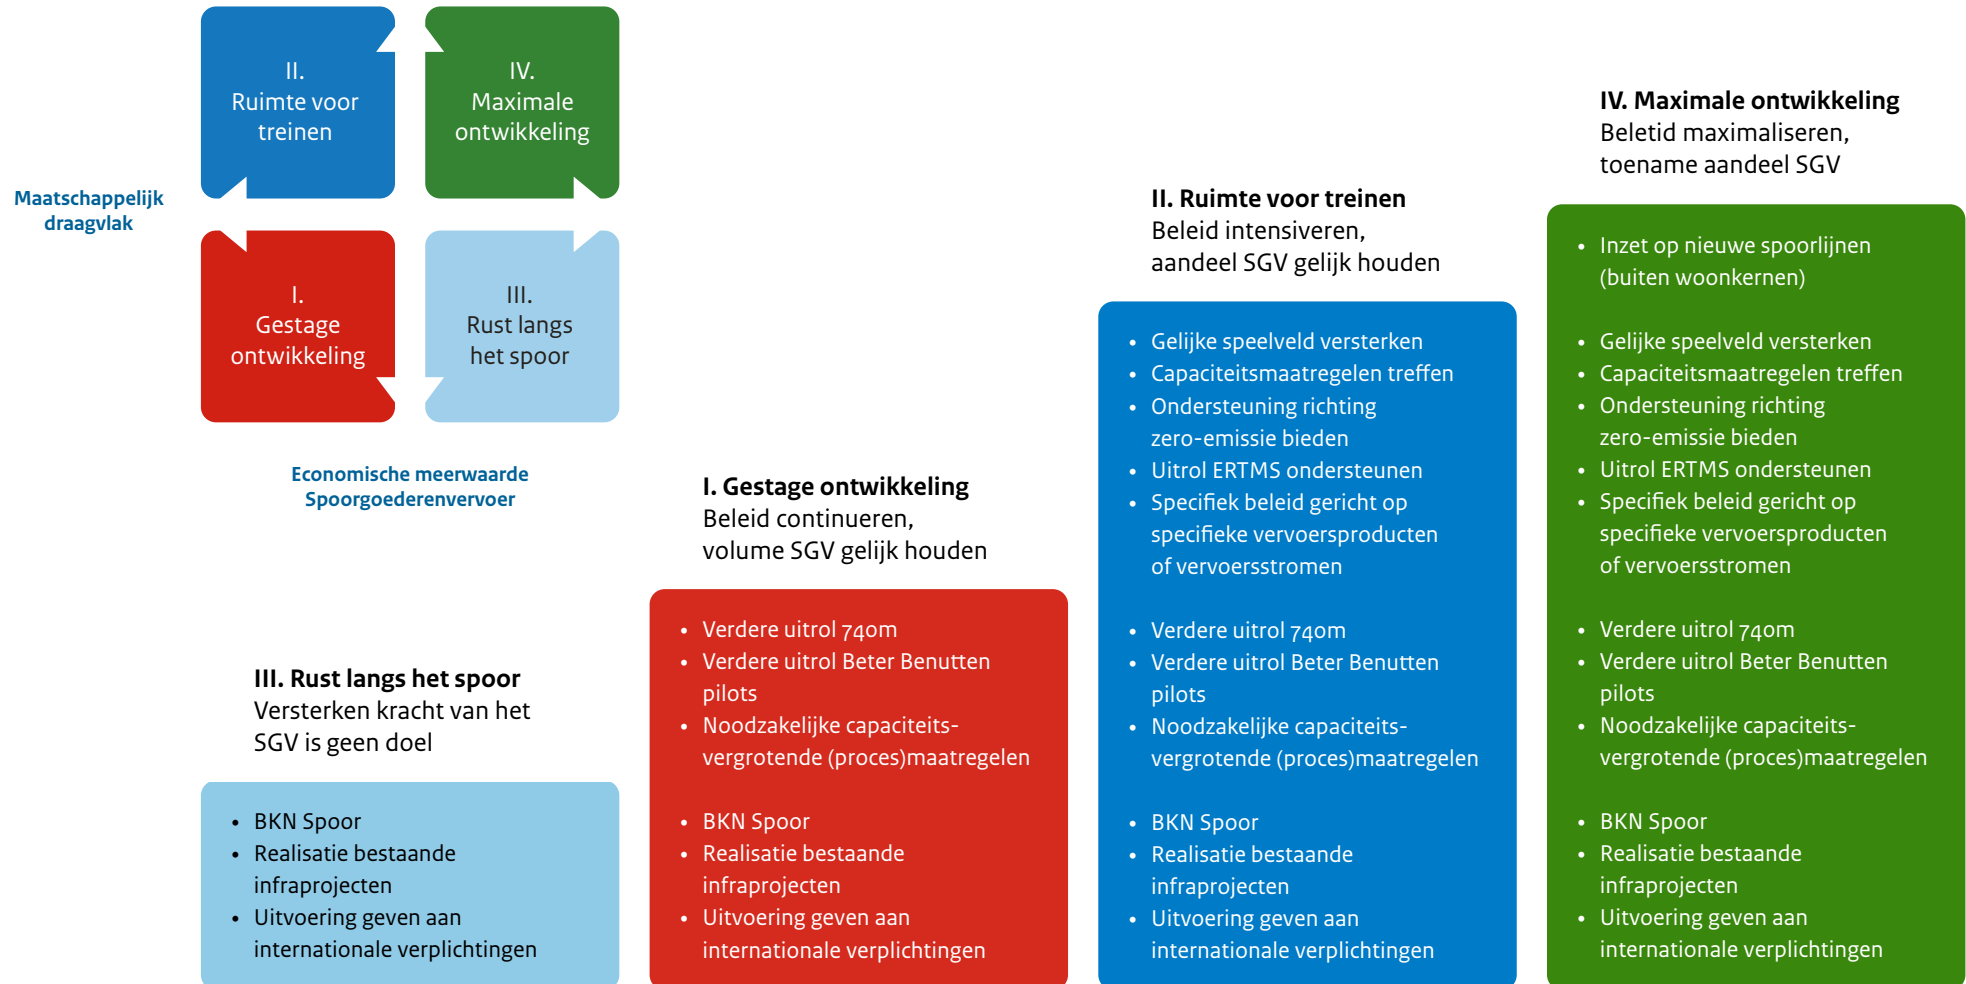 II.
Ruimte voor
treinen
IV.
Maximale
ontwikkeling
Maatschappelijk
draagvlak
I.
Gestage
ontwikkeling
III.
Rust langs
het spoor
Economische meerwaarde
Spoorgoederenvervoer
III. Rust langs het spoor
Versterken kracht van het
SGV is geen doel
• BKN Spoor
• Realisatie bestaande
infraprojecten
• Uitvoering geven aan
internationale verplichtingen
I. Gestage ontwikkeling
Beleid continueren,
volume SGV gelijk houden
• Verdere uitrol 740m
• Verdere uitrol Beter Benutten
pilots
• Noodzakelijke capaciteits-
vergrotende (proces)maatregelen
• BKN Spoor
• Realisatie bestaande
infraprojecten
• Uitvoering geven aan
internationale verplichtingen
II. Ruimte voor treinen
Beleid intensiveren,
aandeel SGV gelijk houden
• Gelijke speelveld versterken
• Capaciteitsmaatregelen treffen
• Ondersteuning richting
zero-emissie bieden
• Uitrol ERTMS ondersteunen
• Specifiek beleid gericht op
specifieke vervoersproducten
of vervoersstromen
• Verdere uitrol 740m
• Verdere uitrol Beter Benutten
pilots
• Noodzakelijke capaciteits-
vergrotende (proces)maatregelen
• BKN Spoor
• Realisatie bestaande
infraprojecten
• Uitvoering geven aan
internationale verplichtingen
IV. Maximale ontwikkeling
Beletid maximaliseren,
toename aandeel SGV
• Inzet op nieuwe spoorlijnen
(buiten woonkernen)
• Gelijke speelveld versterken
• Capaciteitsmaatregelen treffen
• Ondersteuning richting
zero-emissie bieden
• Uitrol ERTMS ondersteunen
• Specifiek beleid gericht op
specifieke vervoersproducten
of vervoersstromen
• Verdere uitrol 740m
• Verdere uitrol Beter Benutten
pilots
• Noodzakelijke capaciteits-
vergrotende (proces)maatregelen
• BKN Spoor
• Realisatie bestaande
infraprojecten
• Uitvoering geven aan
internationale verplichtingen